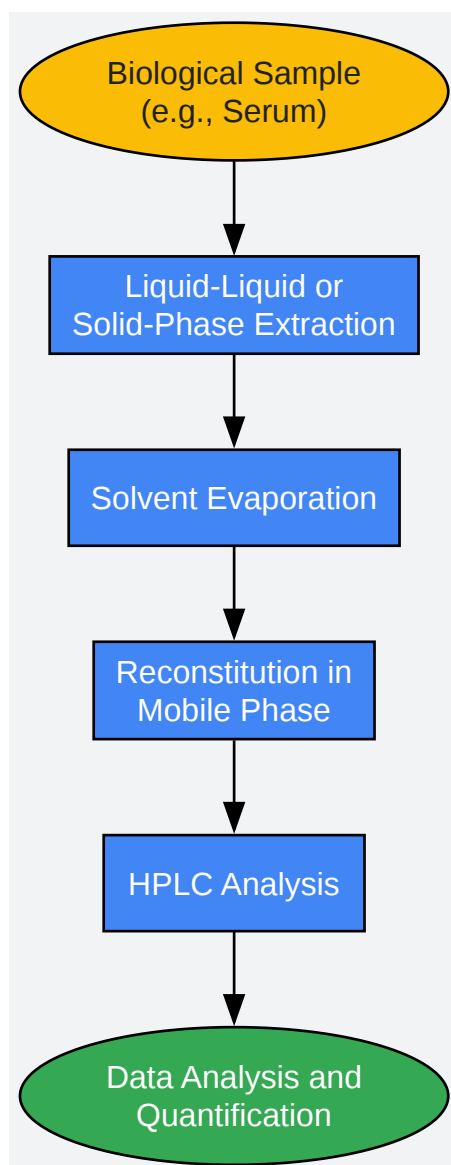 Biological Sample
(e.g., Serum)
Liquid-Liquid or
Solid-Phase Extraction
Solvent Evaporation
Reconstitution in
Mobile Phase
HPLC Analysis
Data Analysis and
Quantification